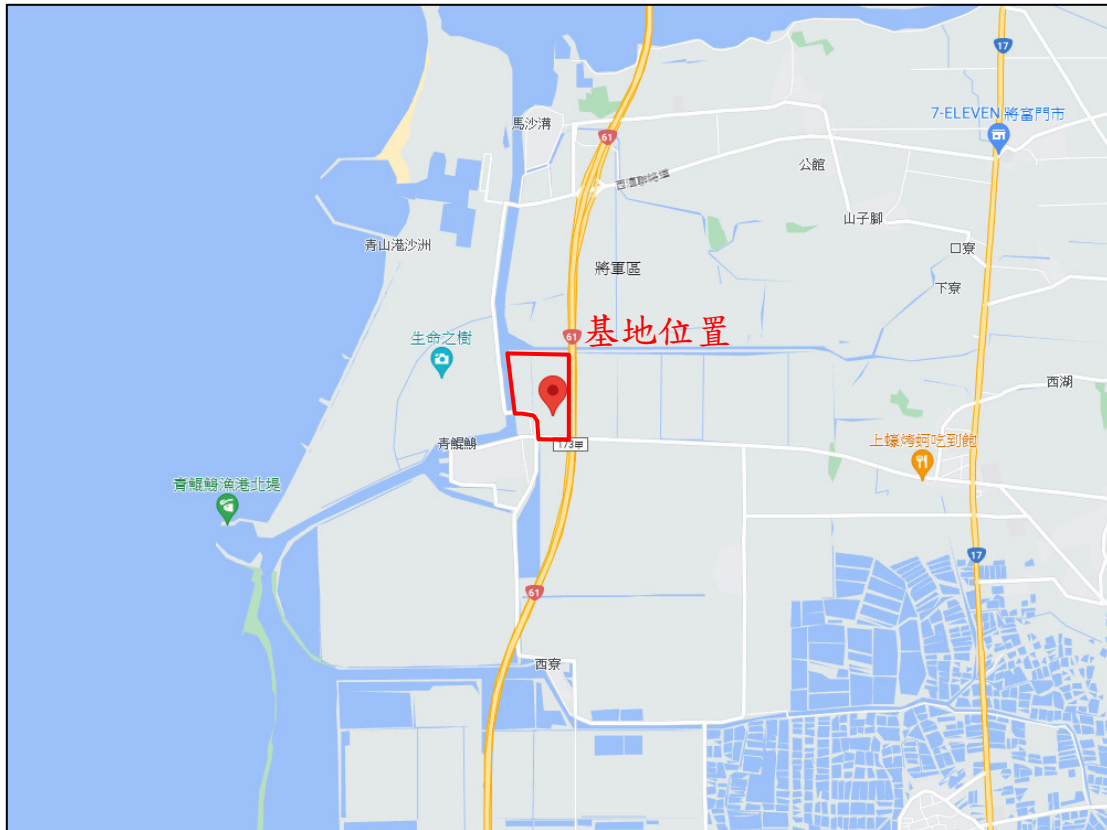 17
7-ELEVEN 將富門市
馬沙溝
61
西濱聯絡道
公館
山子腳
青山港沙洲
口寮
將軍區
下寮
61
基地位置
生命之樹
西湖
青鯤鯓
173甲
上蠔烤蚵吃到飽
青鯤鯓漁港北堤
17
61
西寮